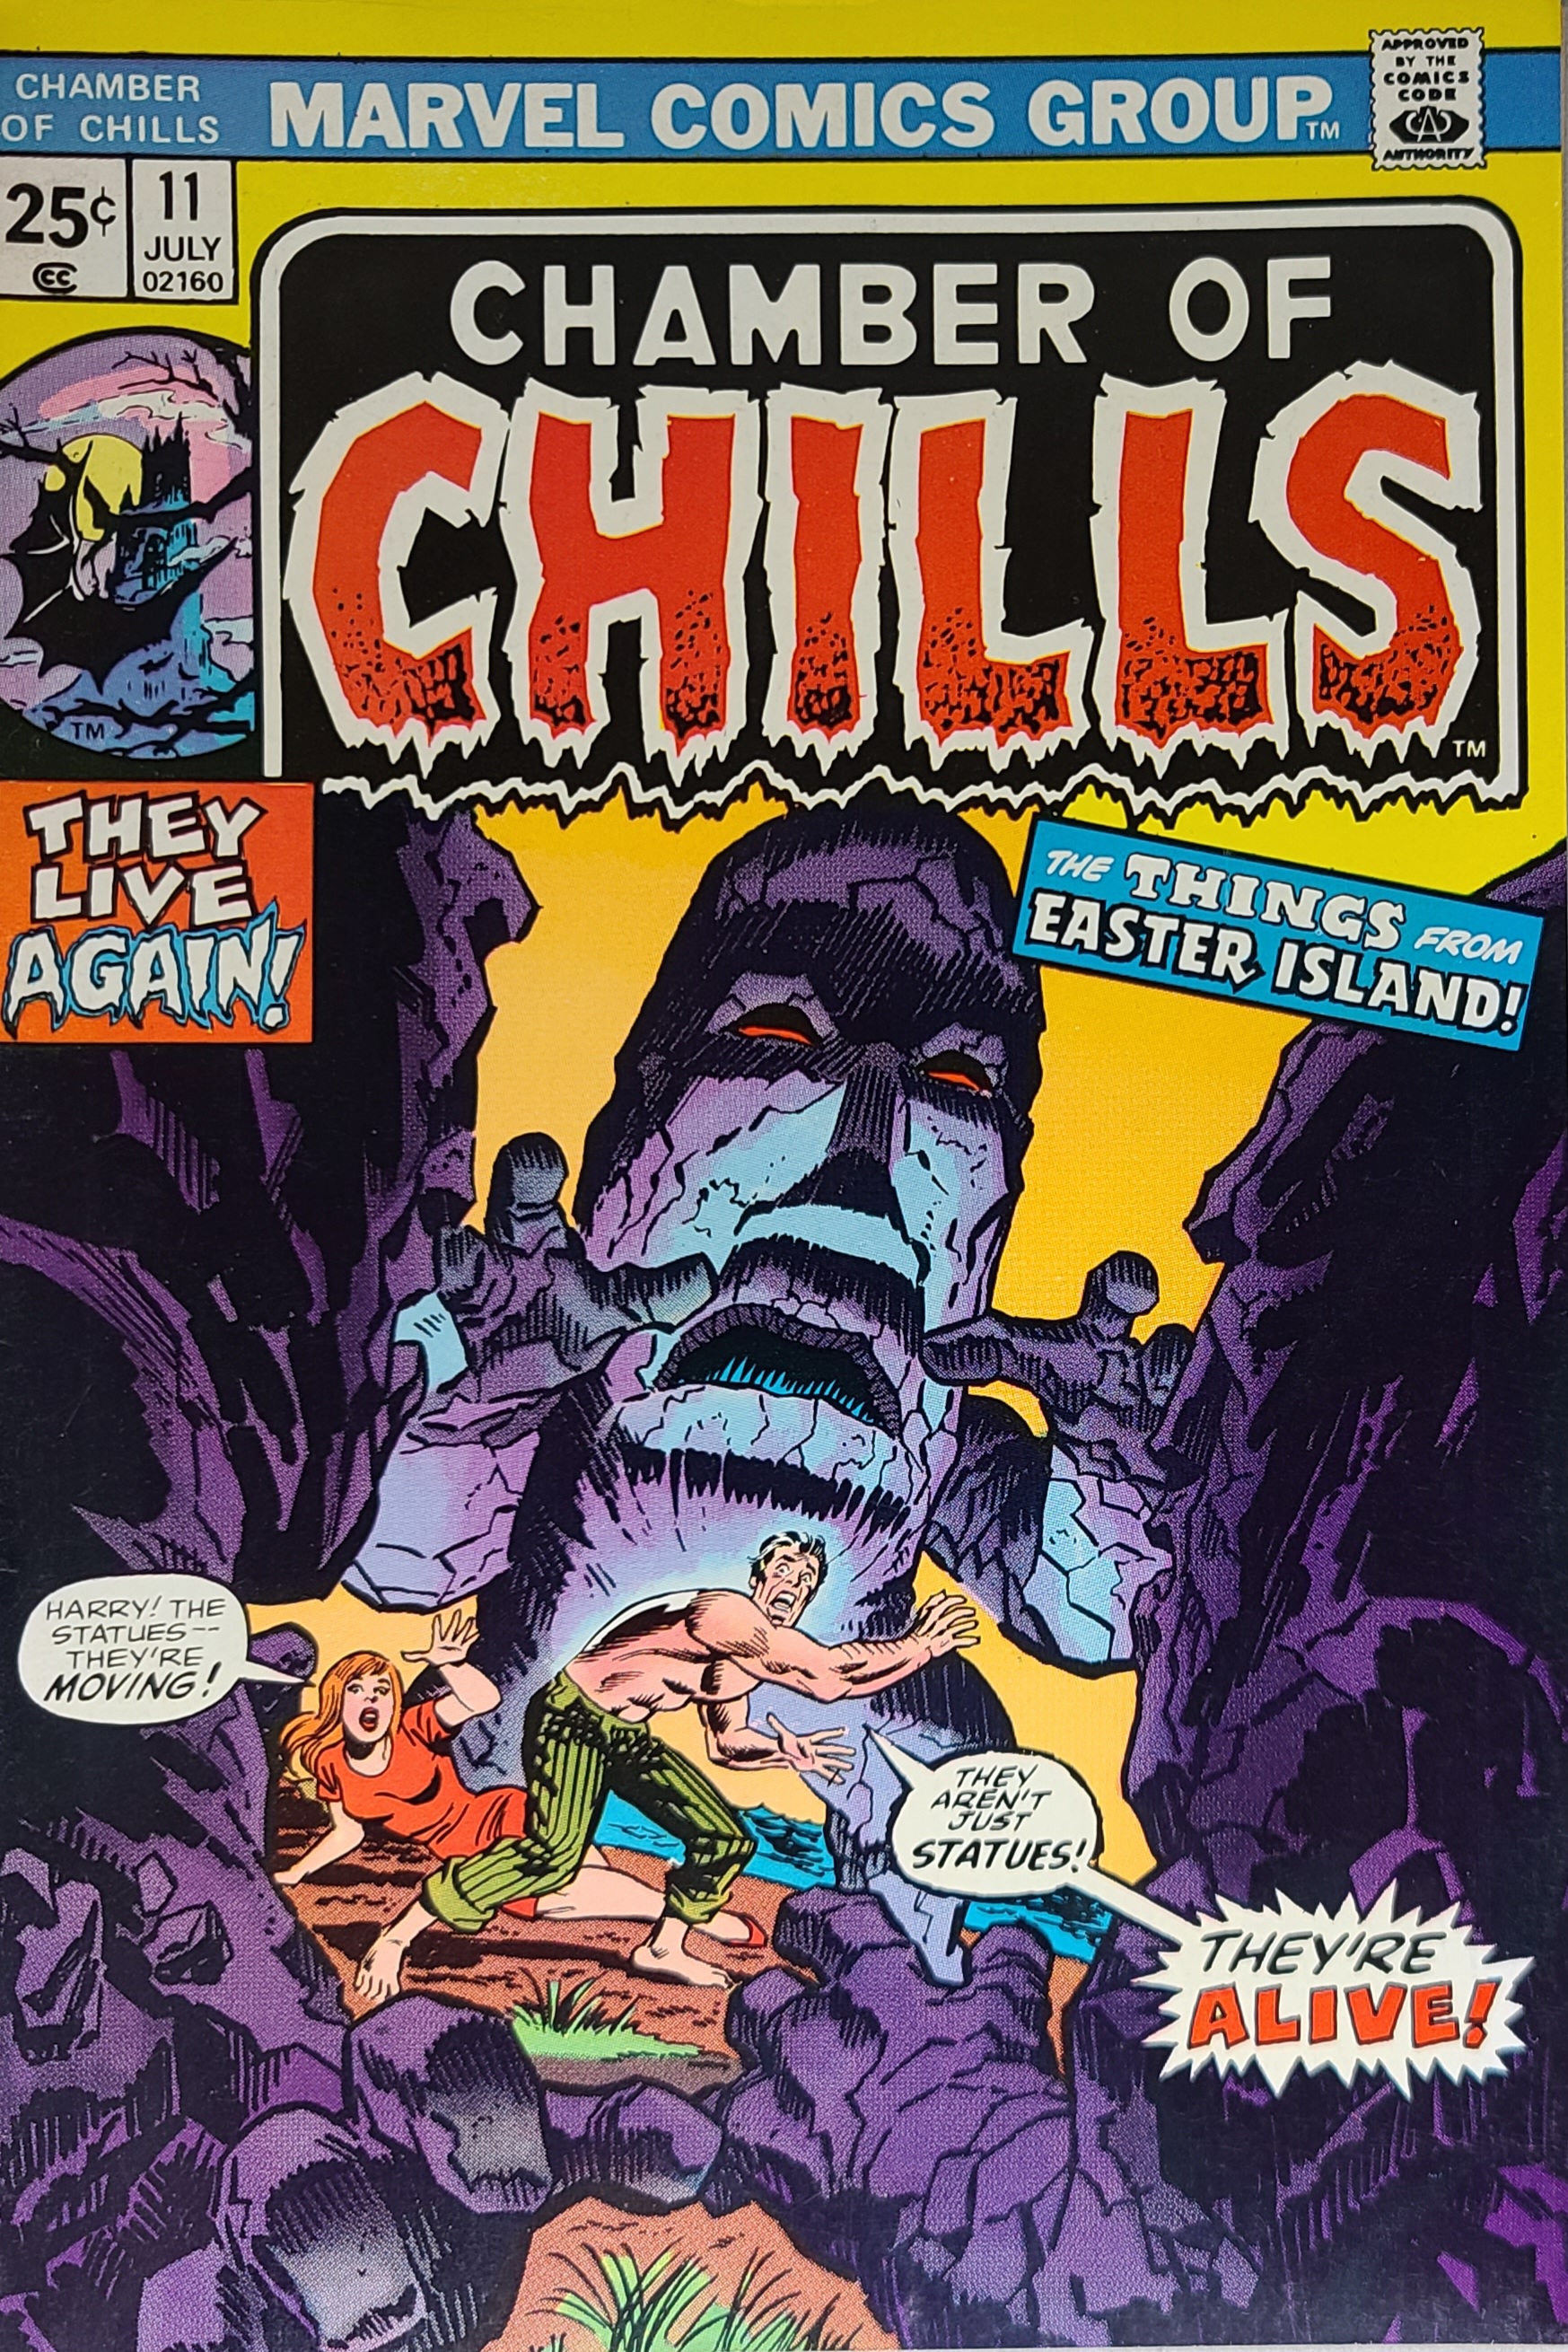 CHAMBER
OF CHILLS
MARVEL COMICS GROUP™
APPROVED
BY THE
COMICS
CODE
CA
AUTHORITY
25¢
CC
11
JULY
02160
CHAMBER OF
CHILLS
TM
TM
THEY
LIVE
AGAIN!
THE THINGS FROM
EASTER ISLAND!
HARRY! THE
STATUES--
THEY'RE
MOVING!
THEY
AREN'T
JUST
STATUES!
THEY'RE
ALIVE!